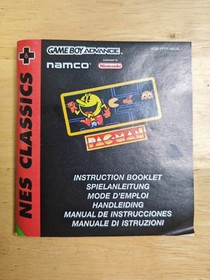 GAME BOY ADVANCE
namco
Nintendo
PAC-MAN
NES CLASSICS
INSTRUCTION BOOKLET
SPIELANLEITUNG
MODE D'EMPLOI
HANDLEIDING
MANUAL DE INSTRUCCIONES
MANUALE DI ISTRUZIONI